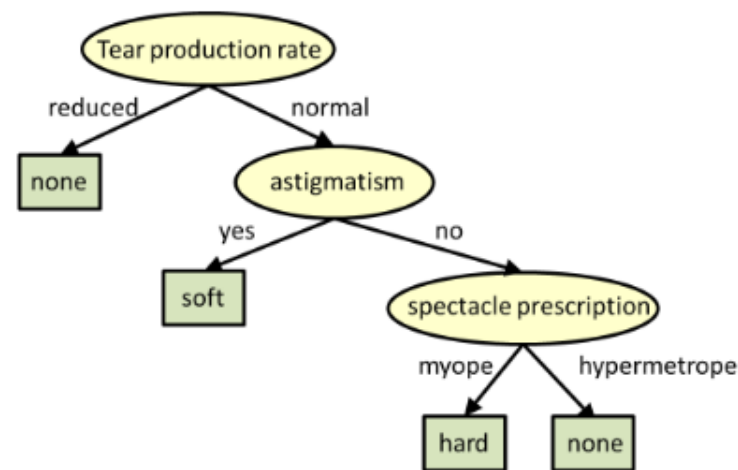 Tear production rate
reduced
normal
none
astigmatism
yes
no
soft
spectacle prescription
myope
hypermetrope
hard
none